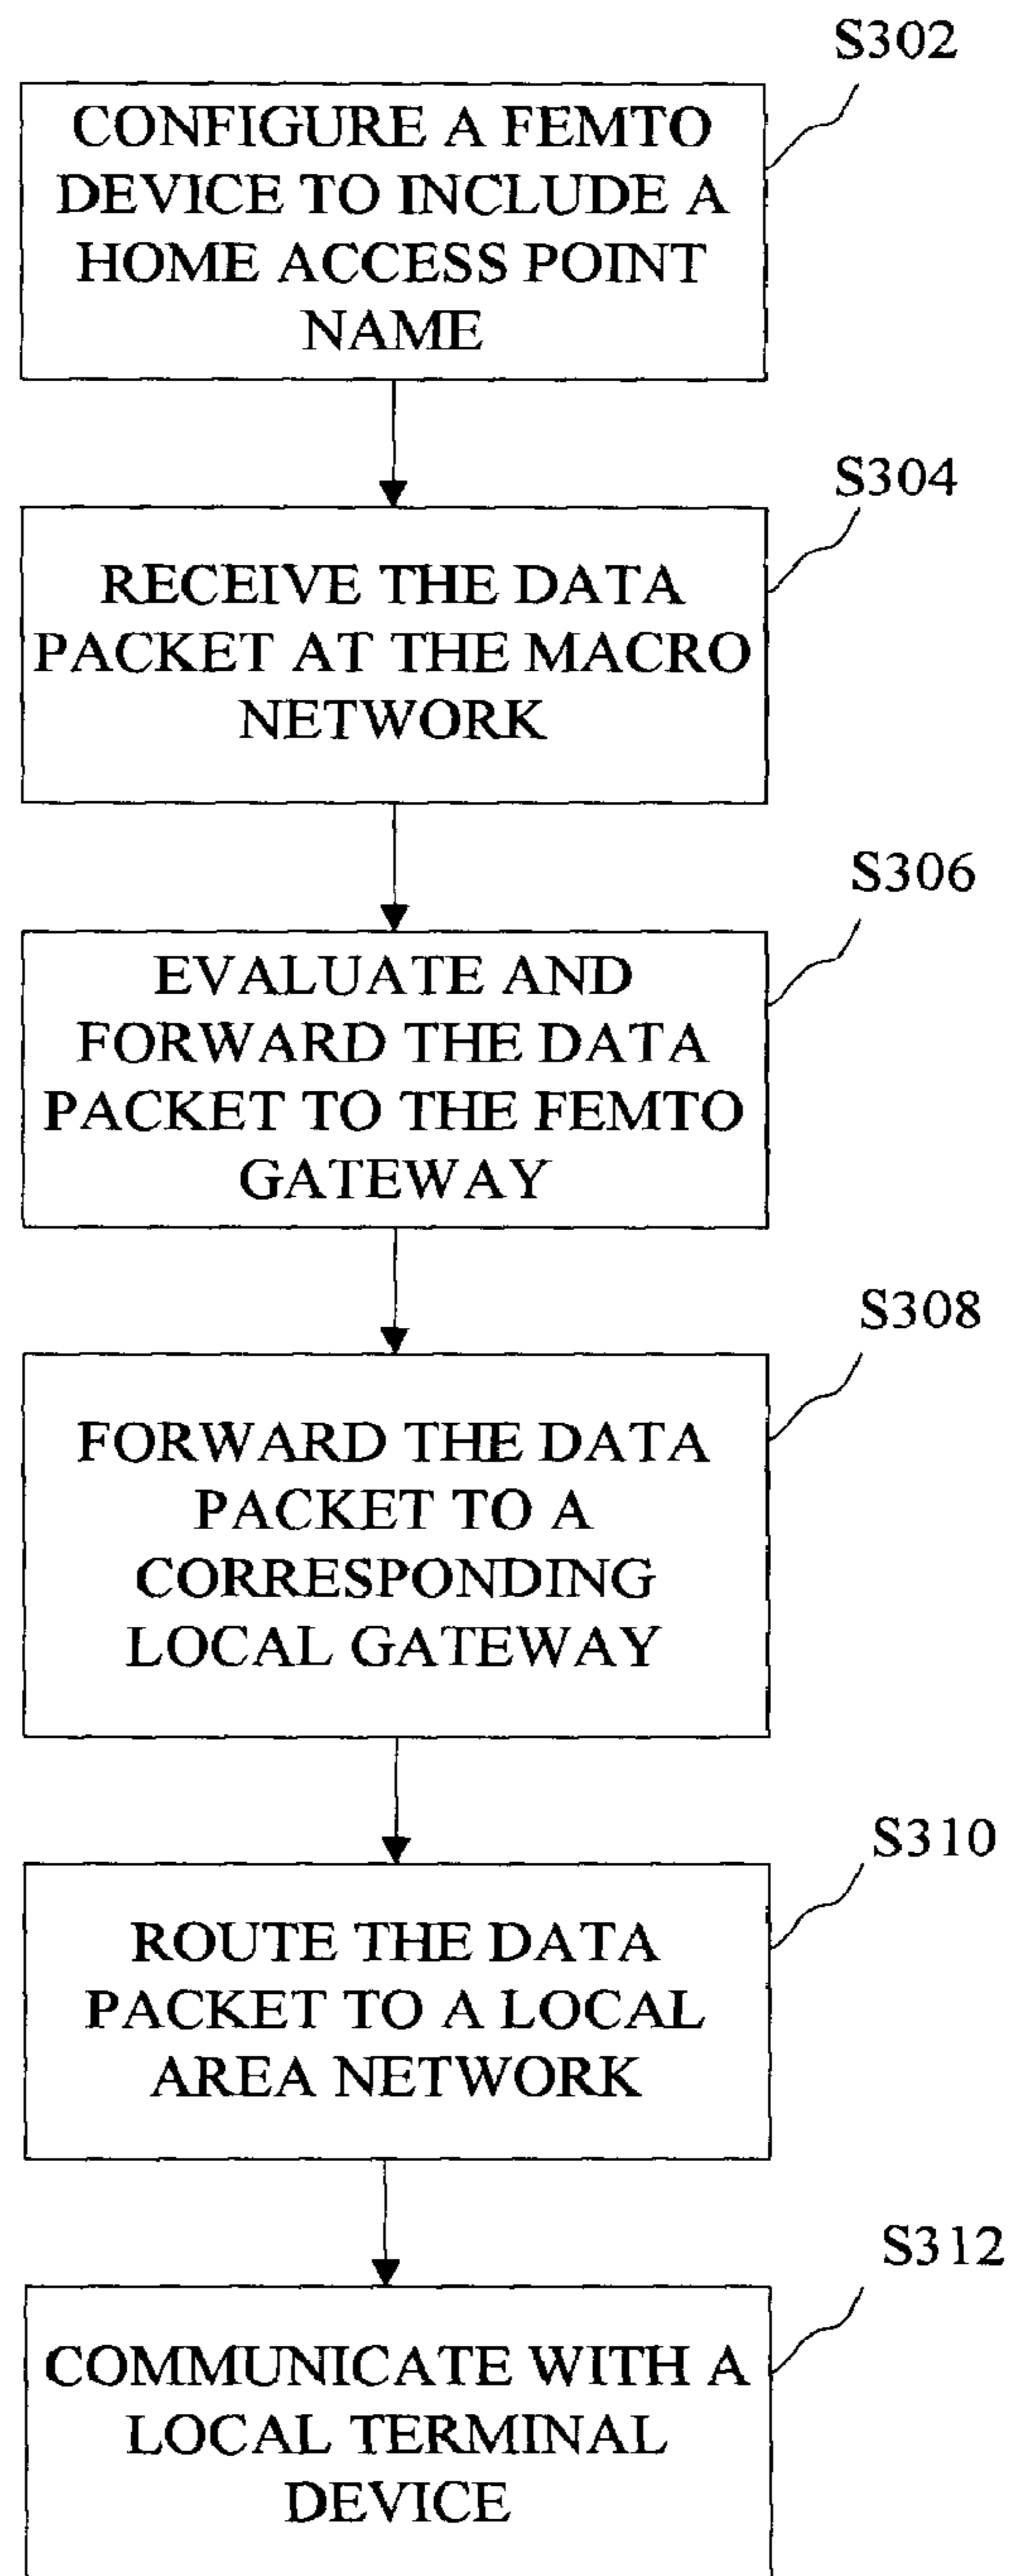 S302
CONFIGURE A FEMTO
DEVICE TO INCLUDE A
HOME ACCESS POINT
NAME
S304
RECEIVE THE DATA
PACKET AT THE MACRO
NETWORK
S306
EVALUATE AND
FORWARD THE DATA
PACKET TO THE FEMTO
GATEWAY
S308
FORWARD THE DATA
PACKET TO A
CORRESPONDING
LOCAL GATEWAY
S310
ROUTE THE DATA
PACKET TO A LOCAL
AREA NETWORK
S312
COMMUNICATE WITH A
LOCAL TERMINAL
DEVICE